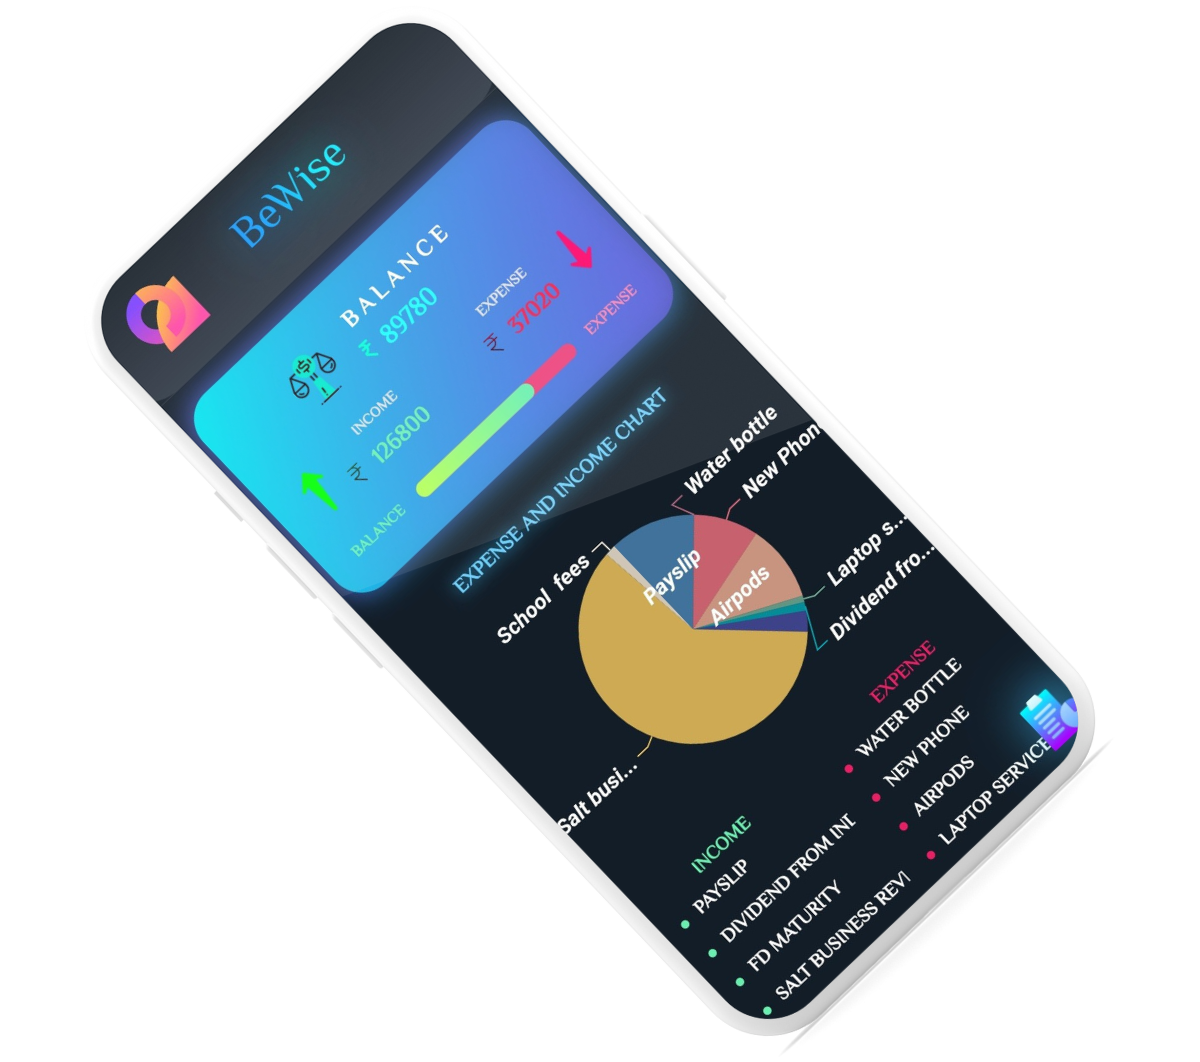 BeWise
BALANCE
₹ 89780
INCOME
₹ 126800
EXPENSE
₹ 37020
BALANCE
EXPENSE
EXPENSE AND INCOME CHART
Water bottle
New Phon
Payslip
Airpods
School fees
Laptop s...
Dividend fro...
Salt busi...
INCOME
PAYSLIP
DIVIDEND FROM INI
FD MATURITY
SALT BUSINESS REV
EXPENSE
WATER BOTTLE
NEW PHONE
AIRPODS
LAPTOP SERVICE